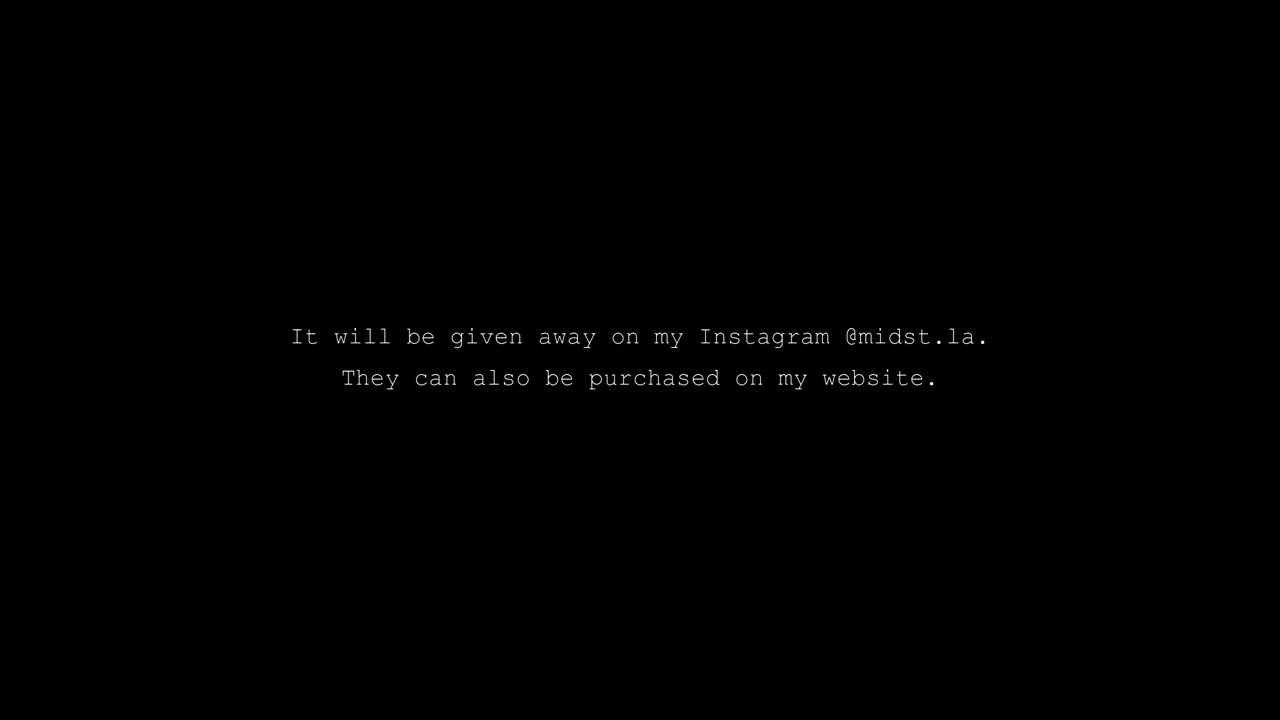 It will be given away on my Instagram @midst.la.
They can also be purchased on my website.